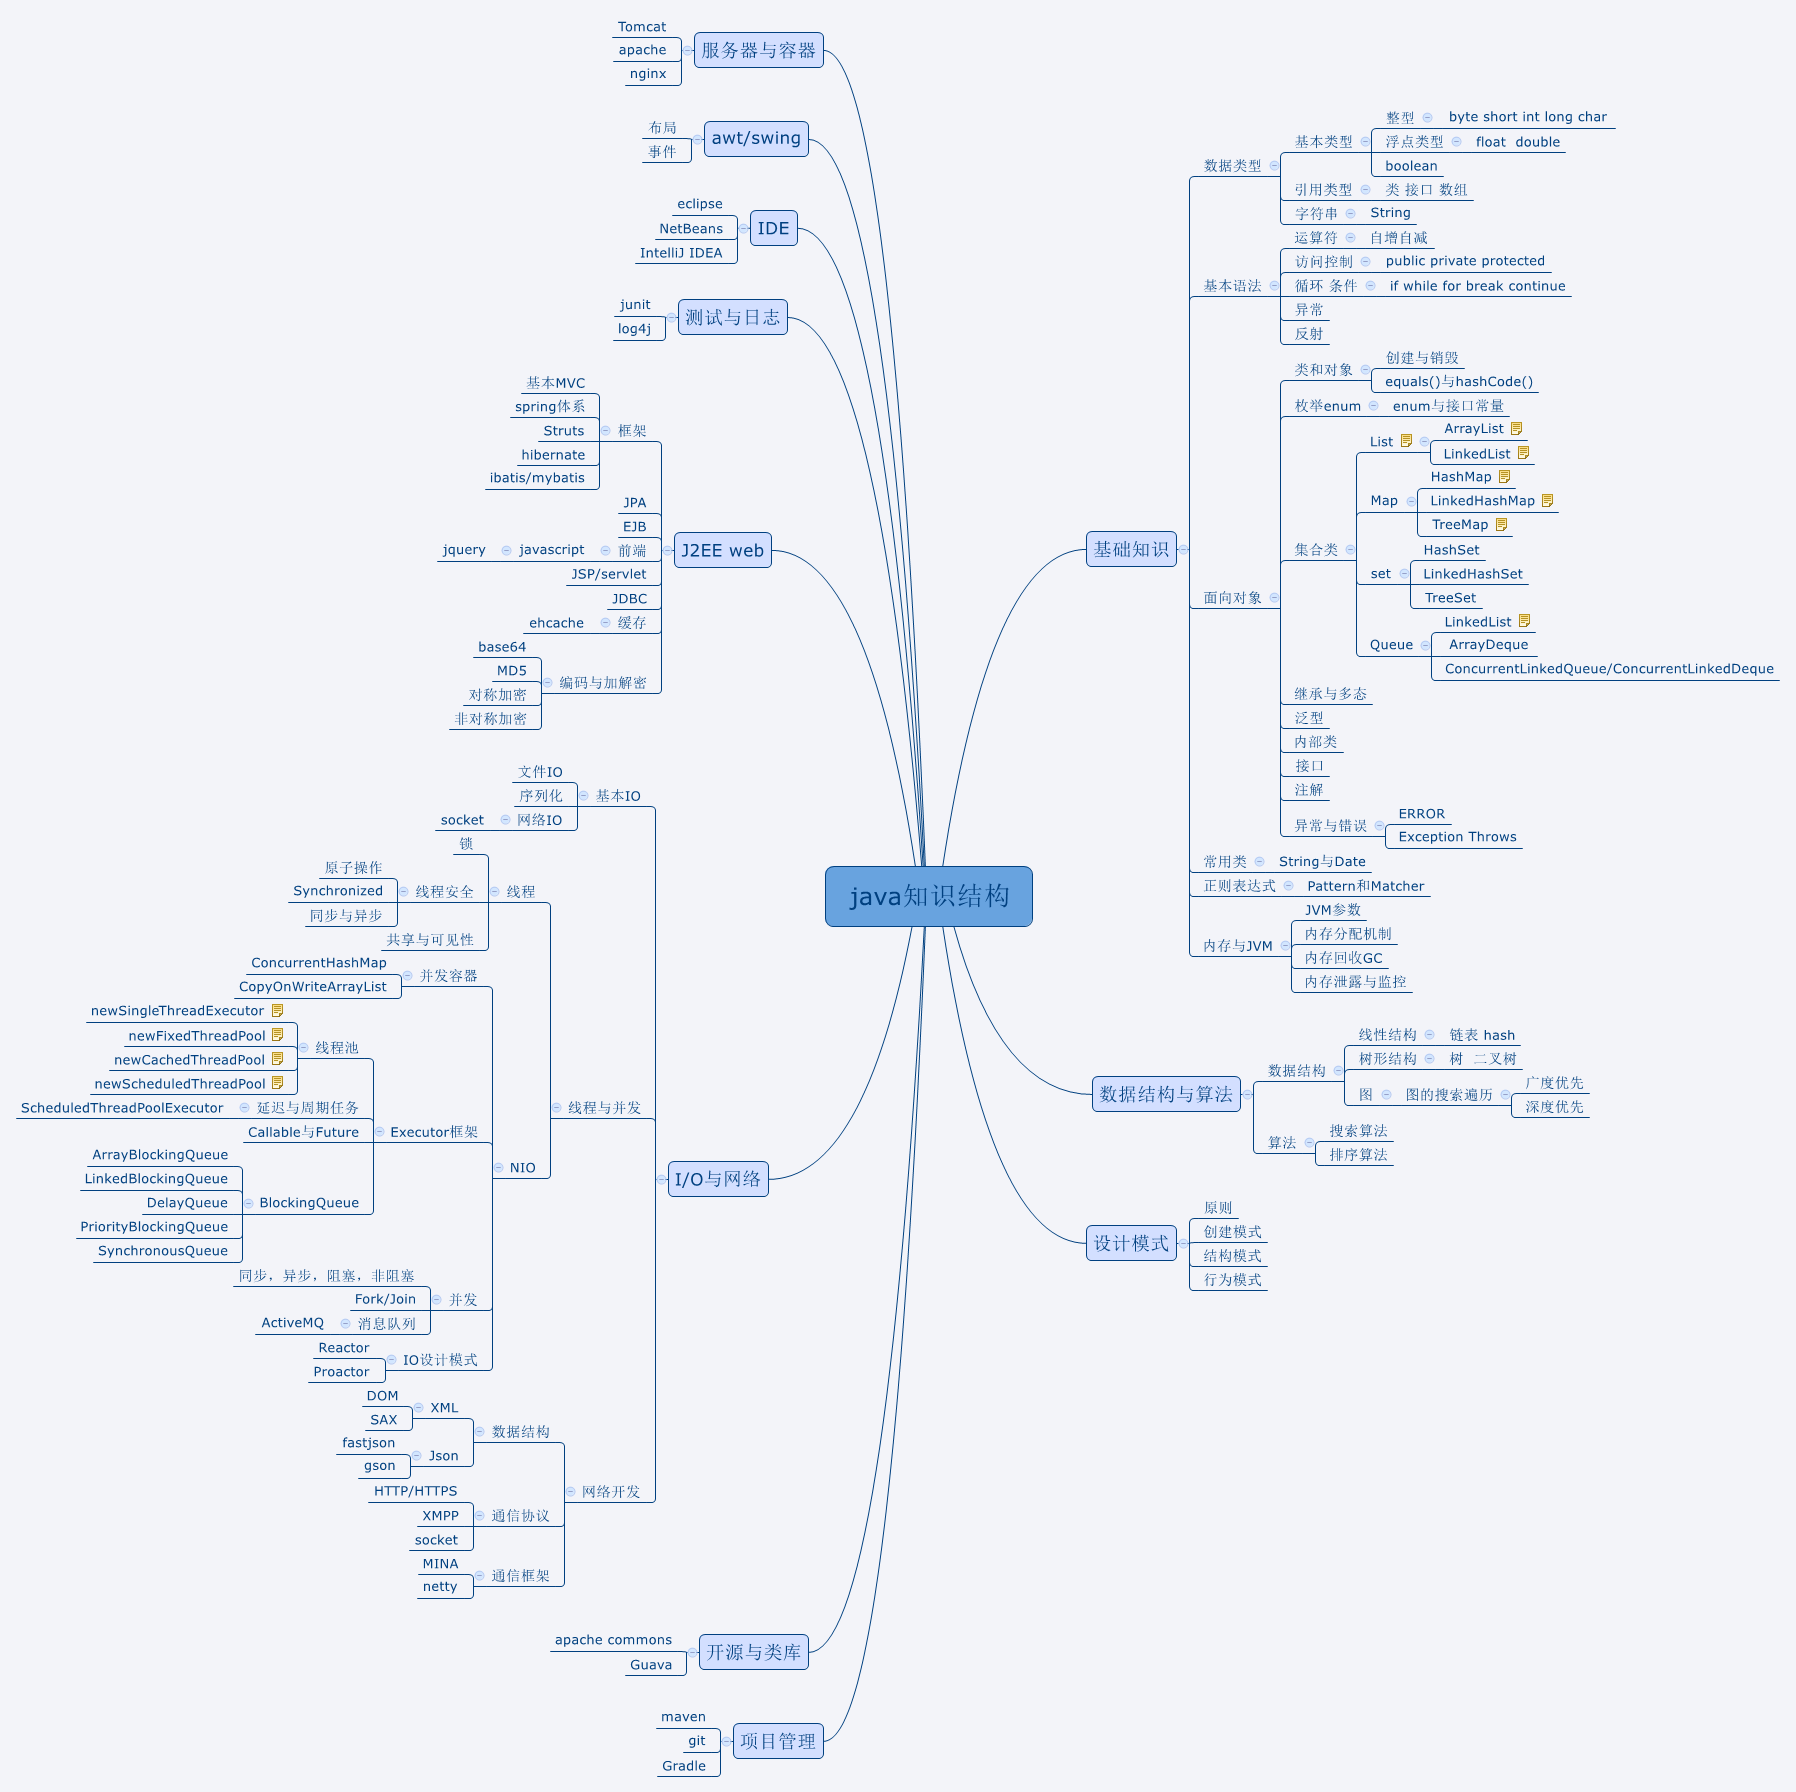 java知识结构
基础知识
数据类型
基本类型
整型
byte short int long char
浮点类型
float double
boolean
引用类型
类 接口 数组
字符串
String
基本语法
运算符
自增自减
访问控制
public private protected
循环 条件
if while for break continue
异常
反射
面向对象
类和对象
创建与销毁
equals()与hashCode()
枚举enum
enum与接口常量
集合类
List
ArrayList
LinkedList
Map
HashMap
LinkedHashMap
TreeMap
set
HashSet
LinkedHashSet
TreeSet
Queue
LinkedList
ArrayDeque
ConcurrentLinkedQueue/ConcurrentLinkedDeque
继承与多态
泛型
内部类
接口
注解
异常与错误
ERROR
Exception Throws
常用类
String与Date
正则表达式
Pattern和Matcher
内存与JVM
JVM参数
内存分配机制
内存回收GC
内存泄露与监控
数据结构与算法
数据结构
线性结构
链表 hash
树形结构
树 二叉树
图
图的搜索遍历
广度优先
深度优先
算法
搜索算法
排序算法
设计模式
原则
创建模式
结构模式
行为模式
服务器与容器
Tomcat
apache
nginx
awt/swing
布局
事件
IDE
eclipse
NetBeans
IntelliJ IDEA
测试与日志
junit
log4j
J2EE web
框架
基本MVC
spring体系
Struts
hibernate
ibatis/mybatis
JPA
EJB
前端
javascript
jquery
JSP/servlet
JDBC
缓存
ehcache
编码与加解密
base64
MD5
对称加密
非对称加密
I/O与网络
基本IO
文件IO
序列化
网络IO
socket
线程与并发
线程
锁
线程安全
原子操作
Synchronized
同步与异步
共享与可见性
NIO
并发容器
ConcurrentHashMap
CopyOnWriteArrayList
Executor框架
线程池
newSingleThreadExecutor
newFixedThreadPool
newCachedThreadPool
newScheduledThreadPool
延迟与周期任务
ScheduledThreadPoolExecutor
Callable与Future
BlockingQueue
ArrayBlockingQueue
LinkedBlockingQueue
DelayQueue
PriorityBlockingQueue
SynchronousQueue
并发
同步，异步，阻塞，非阻塞
Fork/Join
消息队列
ActiveMQ
IO设计模式
Reactor
Proactor
网络开发
数据结构
XML
DOM
SAX
Json
fastjson
gson
通信协议
HTTP/HTTPS
XMPP
socket
通信框架
MINA
netty
开源与类库
apache commons
Guava
项目管理
maven
git
Gradle